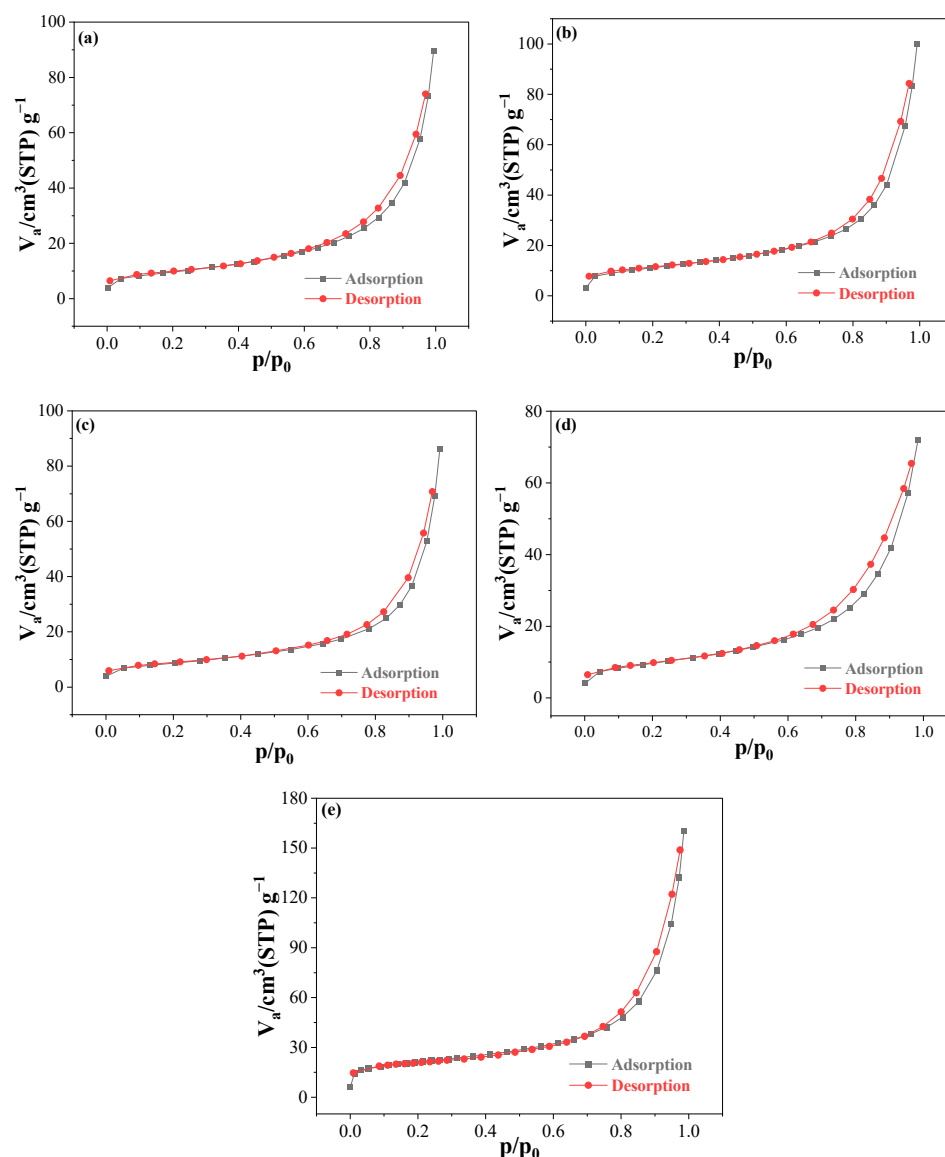 (a)
100
80
60
40
20
0
V_a/cm³(STP) g⁻¹
0.0 0.2 0.4 0.6 0.8 1.0
p/p₀
Adsorption
Desorption
(b)
100
80
60
40
20
0
V_a/cm³(STP) g⁻¹
0.0 0.2 0.4 0.6 0.8 1.0
p/p₀
Adsorption
Desorption
(c)
100
80
60
40
20
0
V_a/cm³(STP) g⁻¹
0.0 0.2 0.4 0.6 0.8 1.0
p/p₀
Adsorption
Desorption
(d)
80
60
40
20
0
V_a/cm³(STP) g⁻¹
0.0 0.2 0.4 0.6 0.8 1.0
p/p₀
Adsorption
Desorption
(e)
180
150
120
90
60
30
0
V_a/cm³(STP) g⁻¹
0.0 0.2 0.4 0.6 0.8 1.0
p/p₀
Adsorption
Desorption